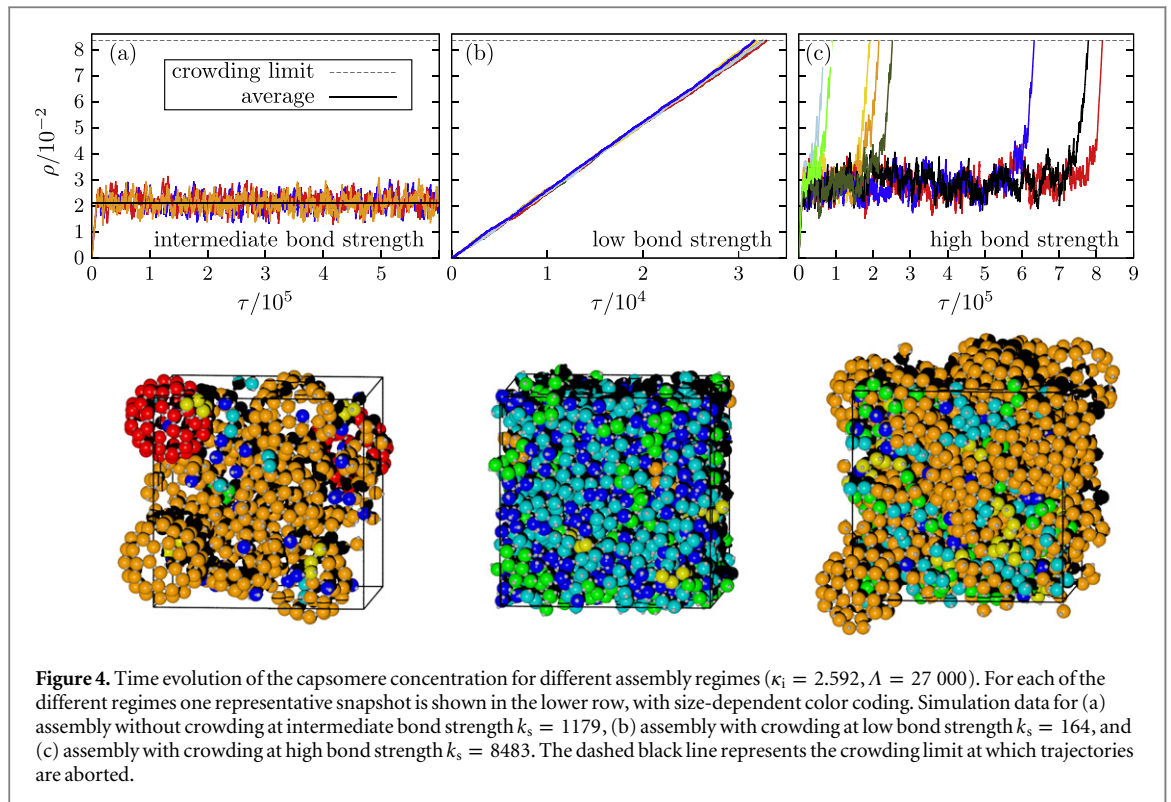 (a)
(b)
(c)
crowding limit
average
ρ/10⁻²
8
7
6
5
4
3
2
1
0
intermediate bond strength
low bond strength
high bond strength
0 1 2 3 4 5
0 1 2 3
0 1 2 3 4 5 6 7 8 9
τ/10⁵
τ/10⁴
τ/10⁵
Figure 4. Time evolution of the capsomere concentration for different assembly regimes (κᵢ = 2.592, Λ = 27 000). For each of the
different regimes one representative snapshot is shown in the lower row, with size-dependent color coding. Simulation data for (a)
assembly without crowding at intermediate bond strength kₛ = 1179, (b) assembly with crowding at low bond strength kₛ = 164, and
(c) assembly with crowding at high bond strength kₛ = 8483. The dashed black line represents the crowding limit at which trajectories
are aborted.